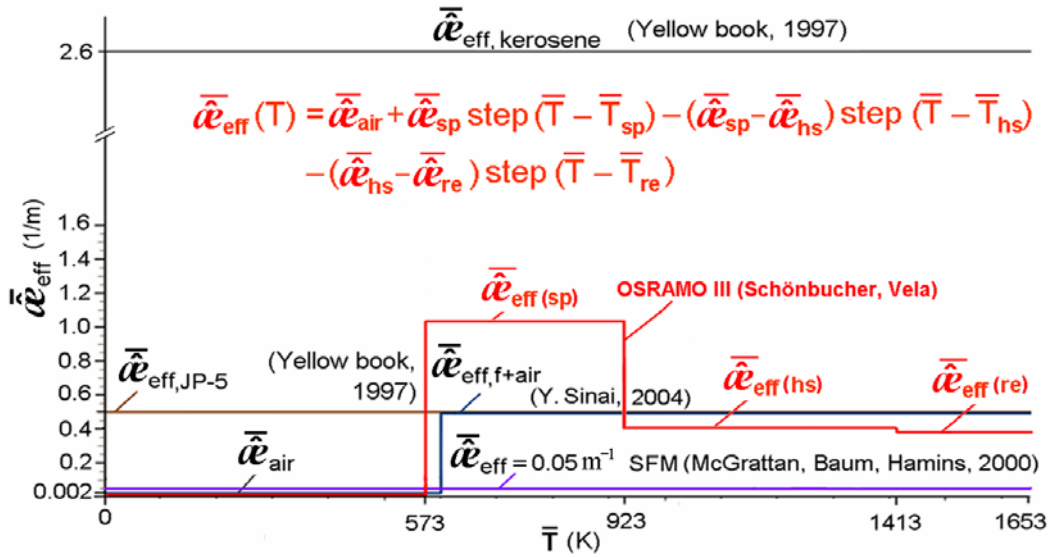 æ̂̅eff, kerosene (Yellow book, 1997)
2.6
æ̂̅eff (T) = æ̂̅air + æ̂̅sp step (T̅ – T̅sp) – (æ̂̅sp – æ̂̅hs) step (T̅ – T̅hs)
– (æ̂̅hs – æ̂̅re) step (T̅ – T̅re)
æ̂̅eff (1/m)
1.6
1.4
1.2
1.0
0.8
0.6
0.4
0.2
0.002
æ̂̅eff (sp)
OSRAMO III (Schönbucher, Vela)
æ̂̅eff,JP-5
(Yellow book,
1997)
æ̂̅eff,f+air
(Y. Sinai, 2004)
æ̂̅eff (hs)
æ̂̅eff (re)
æ̂̅air
æ̂̅eff = 0.05 m⁻¹ SFM (McGrattan, Baum, Hamins, 2000)
0 573 923 1413 1653
T̅ (K)